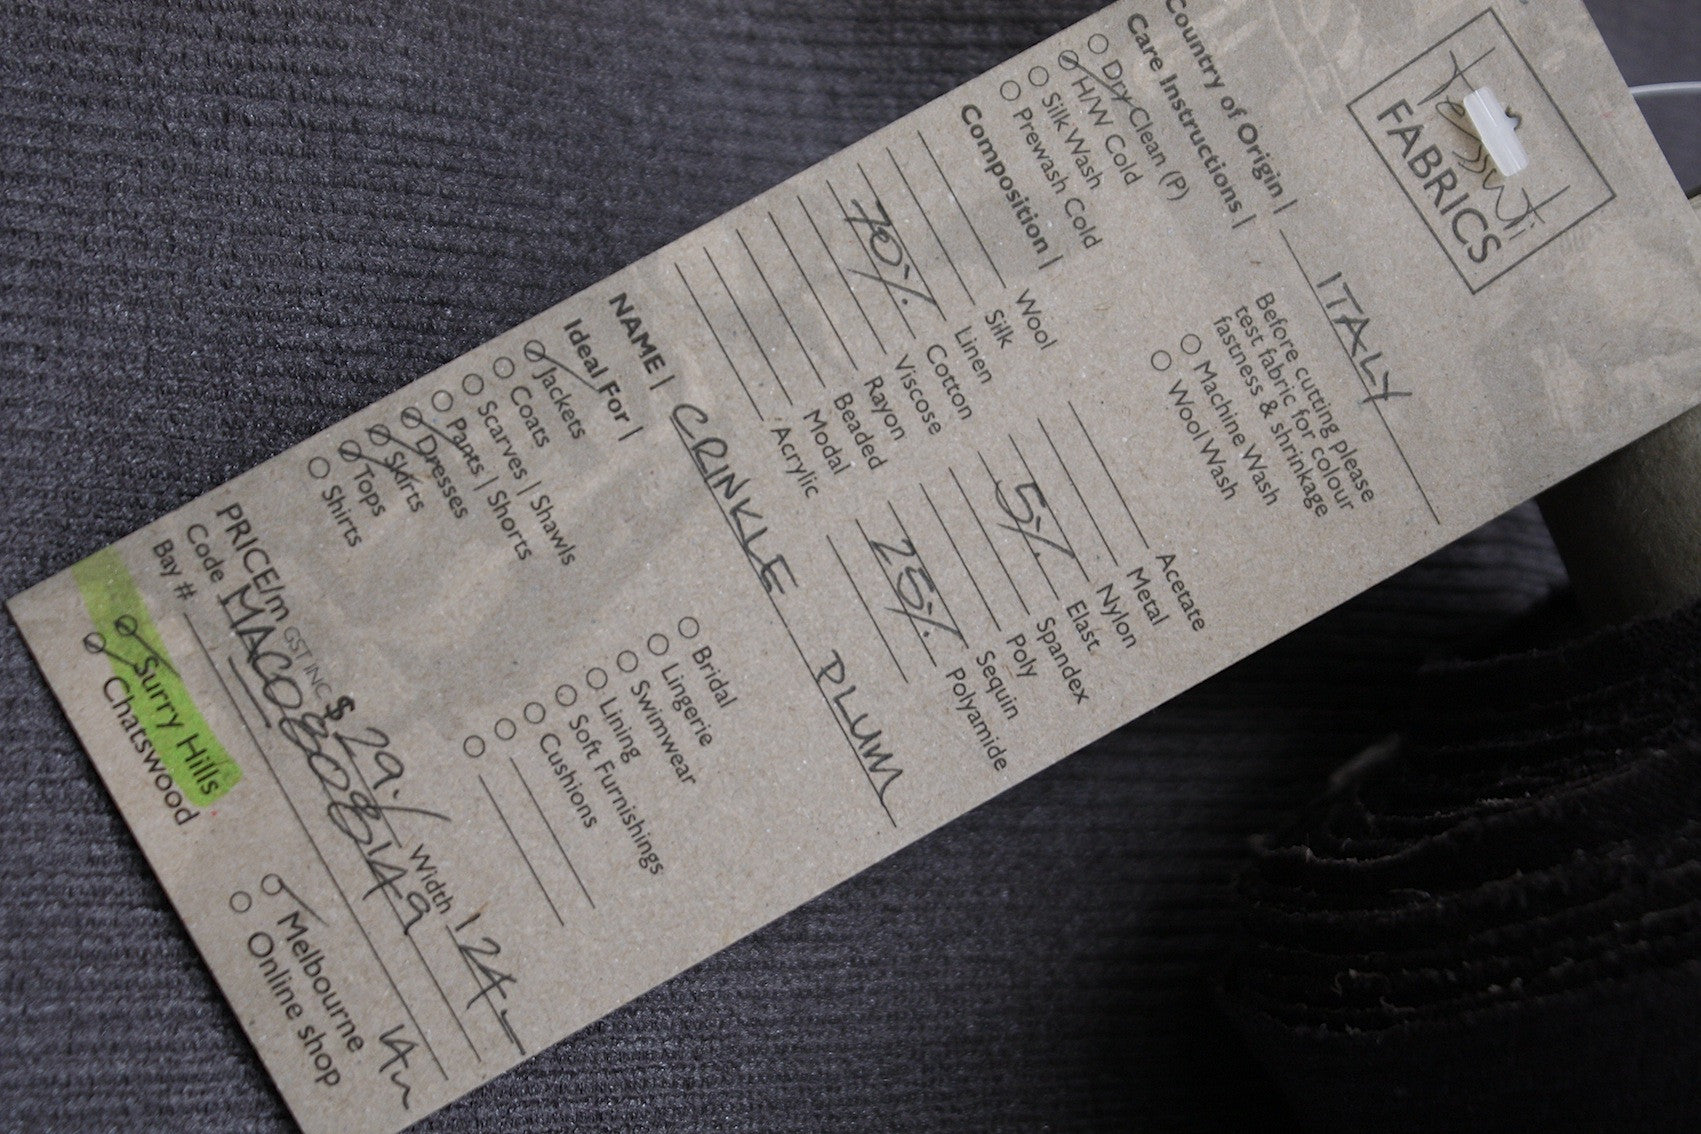 Tessuti
FABRICS
Country of Origin | ITALY
Care Instructions |
Before cutting please
test fabric for colour
fastness & shrinkage
Dry Clean (P)
H/W Cold
Silk Wash
Prewash Cold
Machine Wash
Wool Wash
Composition |
Wool Acetate
Silk Metal
Linen Nylon
70% Cotton 5% Elast
Viscose Spandex
Rayon Poly
Beaded Sequin
Modal 25% Polyamide
Acrylic
NAME | CRINKLE PLUM
Ideal For |
Jackets
Coats
Scarves | Shawls
Pants | Shorts
Dresses
Skirts
Tops
Shirts
Bridal
Lingerie
Swimwear
Lining
Soft Furnishings
Cushions
PRICE/m GST INC $29./ Width 124
Code MACO808149
Bay #
Surry Hills Melbourne
Chatswood Online shop